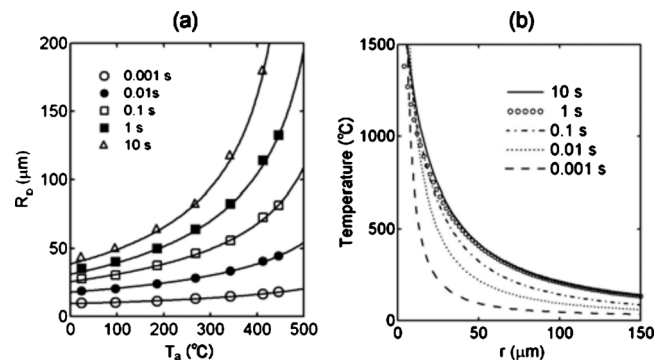 (a)
200
150
100
50
0
R_b (μm)
0.001 s
0.01s
0.1 s
1 s
10 s
0 100 200 300 400 500
T_a (°C)
(b)
1500
1000
500
0
Temperature (°C)
10 s
1 s
0.1 s
0.01 s
0.001 s
0 50 100 150
r (μm)